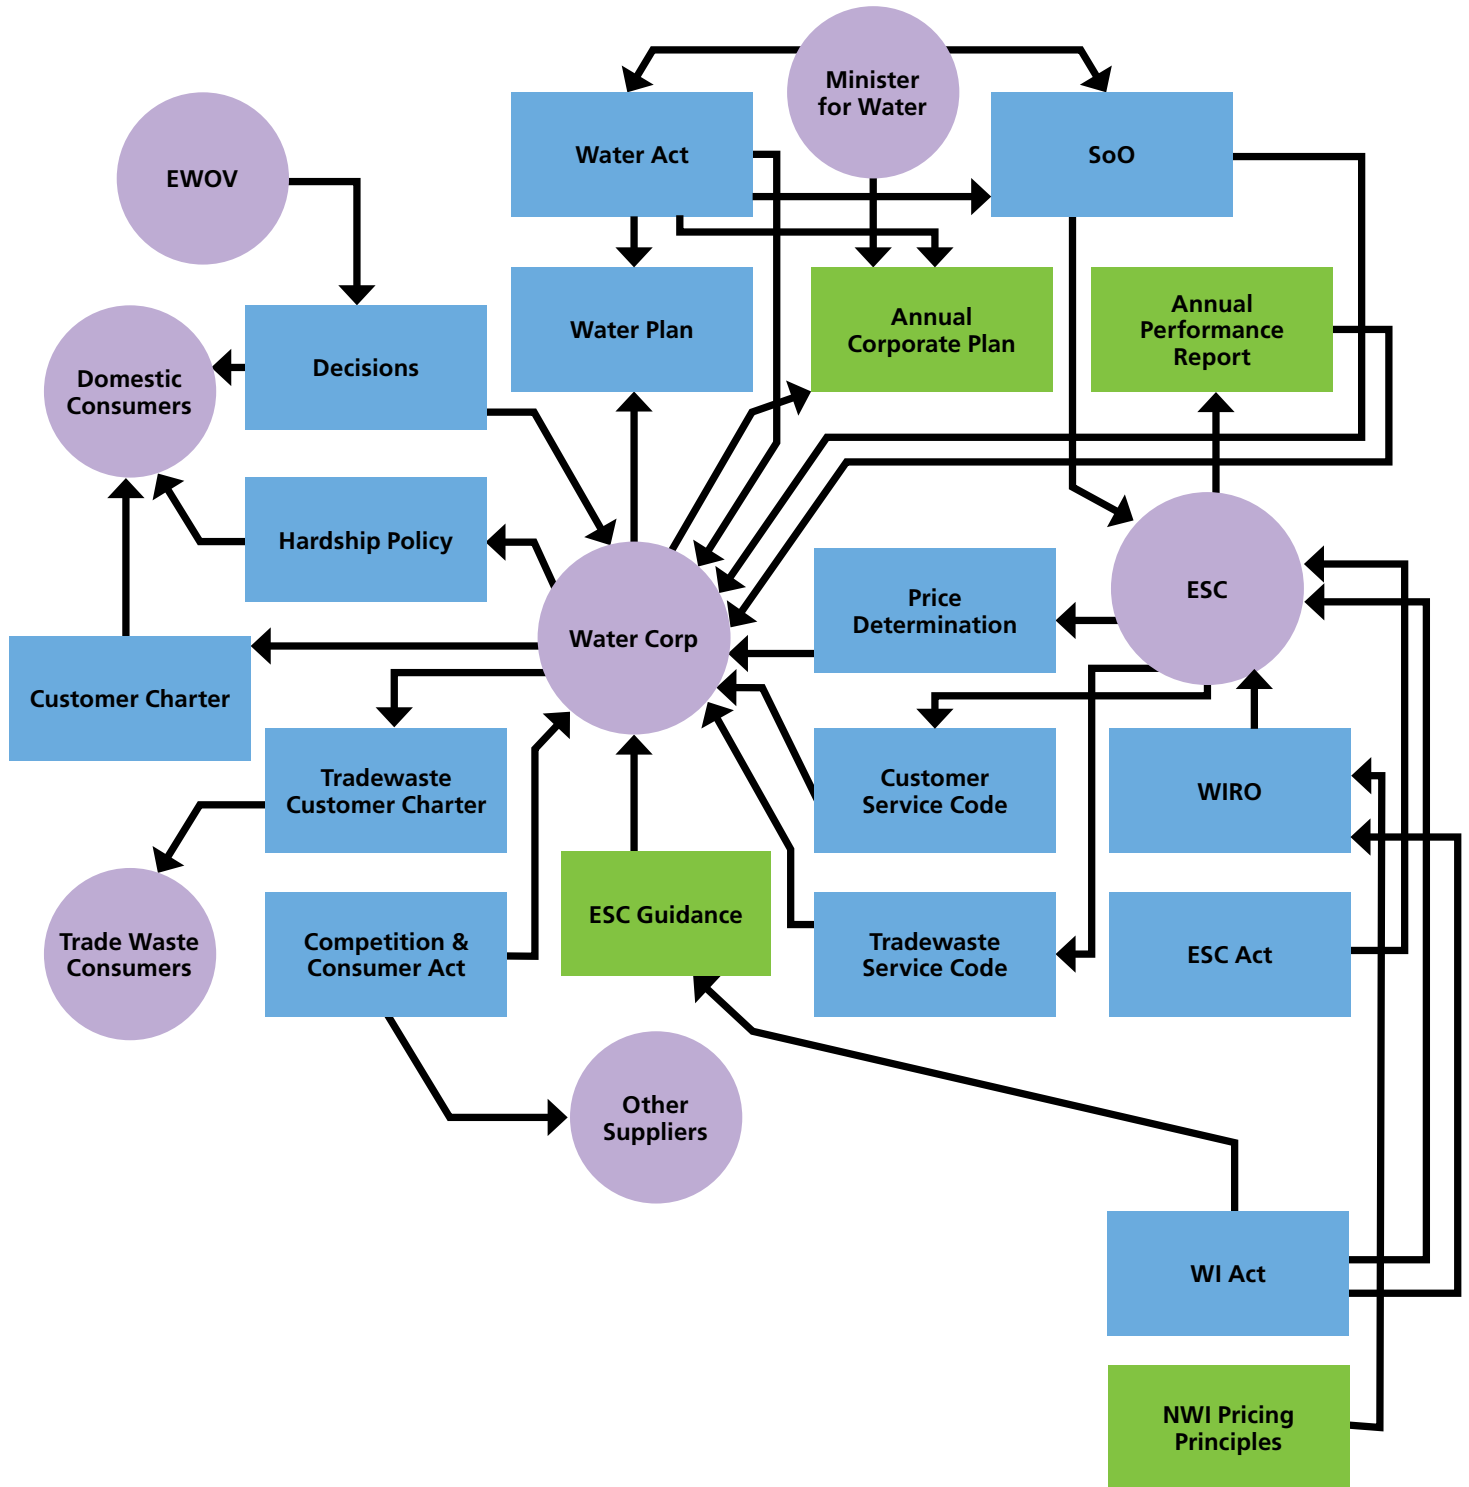 Minister
for Water
Water Act
SoO
EWOV
Water Plan
Annual
Corporate Plan
Annual
Performance
Report
Decisions
Domestic
Consumers
Hardship Policy
ESC
Price
Determination
Water Corp
Customer Charter
Tradewaste
Customer Charter
Customer
Service Code
WIRO
ESC Guidance
Trade Waste
Consumers
Competition &
Consumer Act
Tradewaste
Service Code
ESC Act
Other
Suppliers
WI Act
NWI Pricing
Principles